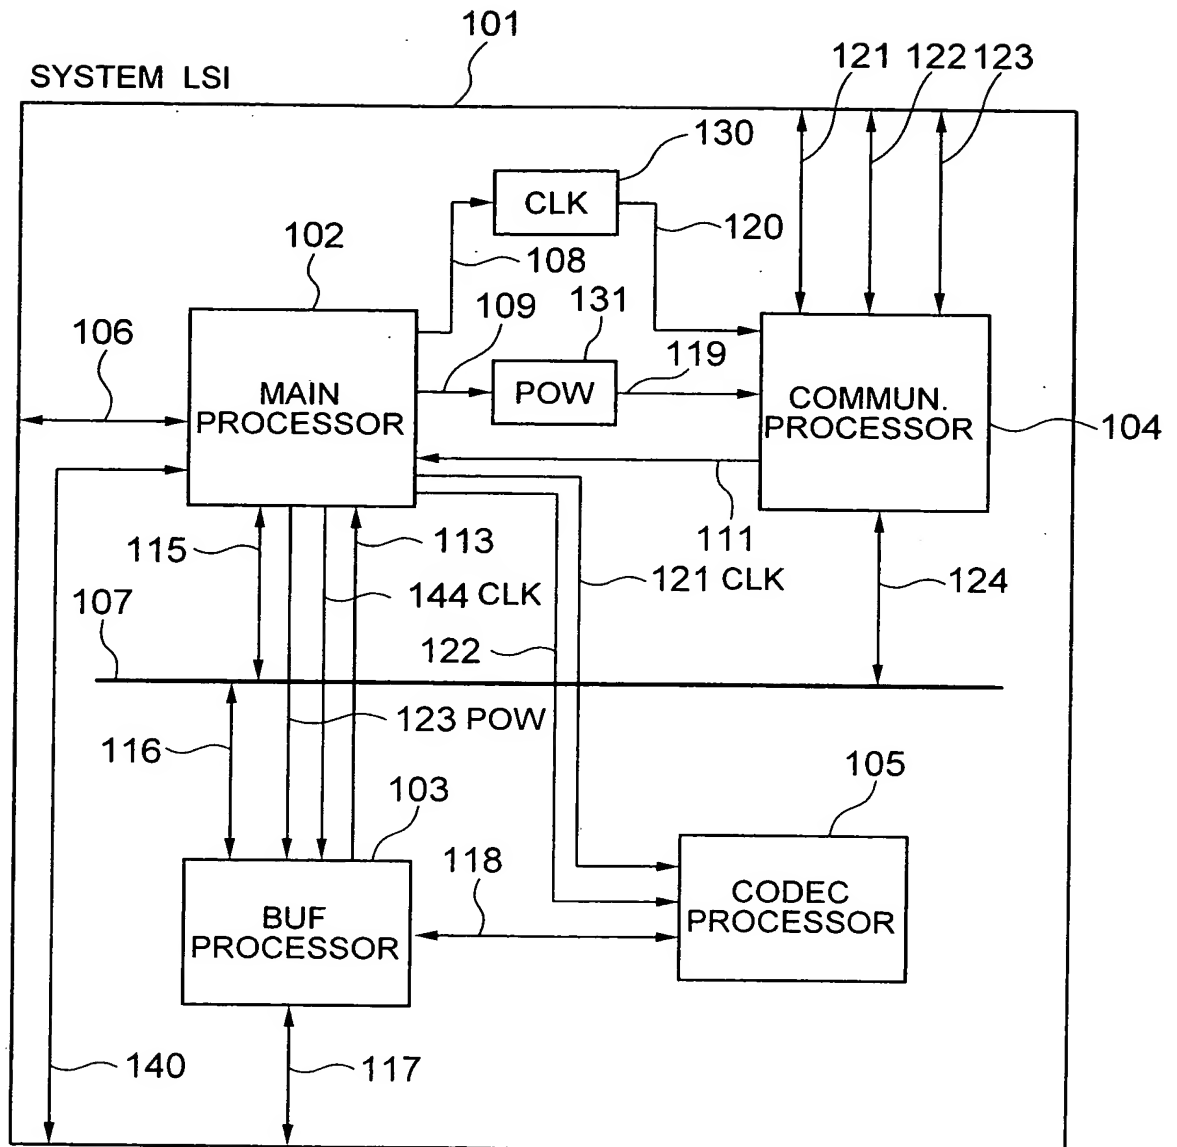 101
SYSTEM LSI
121 122 123
130
CLK
120
102
108
109
131
119
106
MAIN
PROCESSOR
POW
COMMUN.
PROCESSOR
104
111
115
113
121 CLK
124
144 CLK
107
122
123 POW
116
105
103
118
CODEC
PROCESSOR
BUF
PROCESSOR
140
117